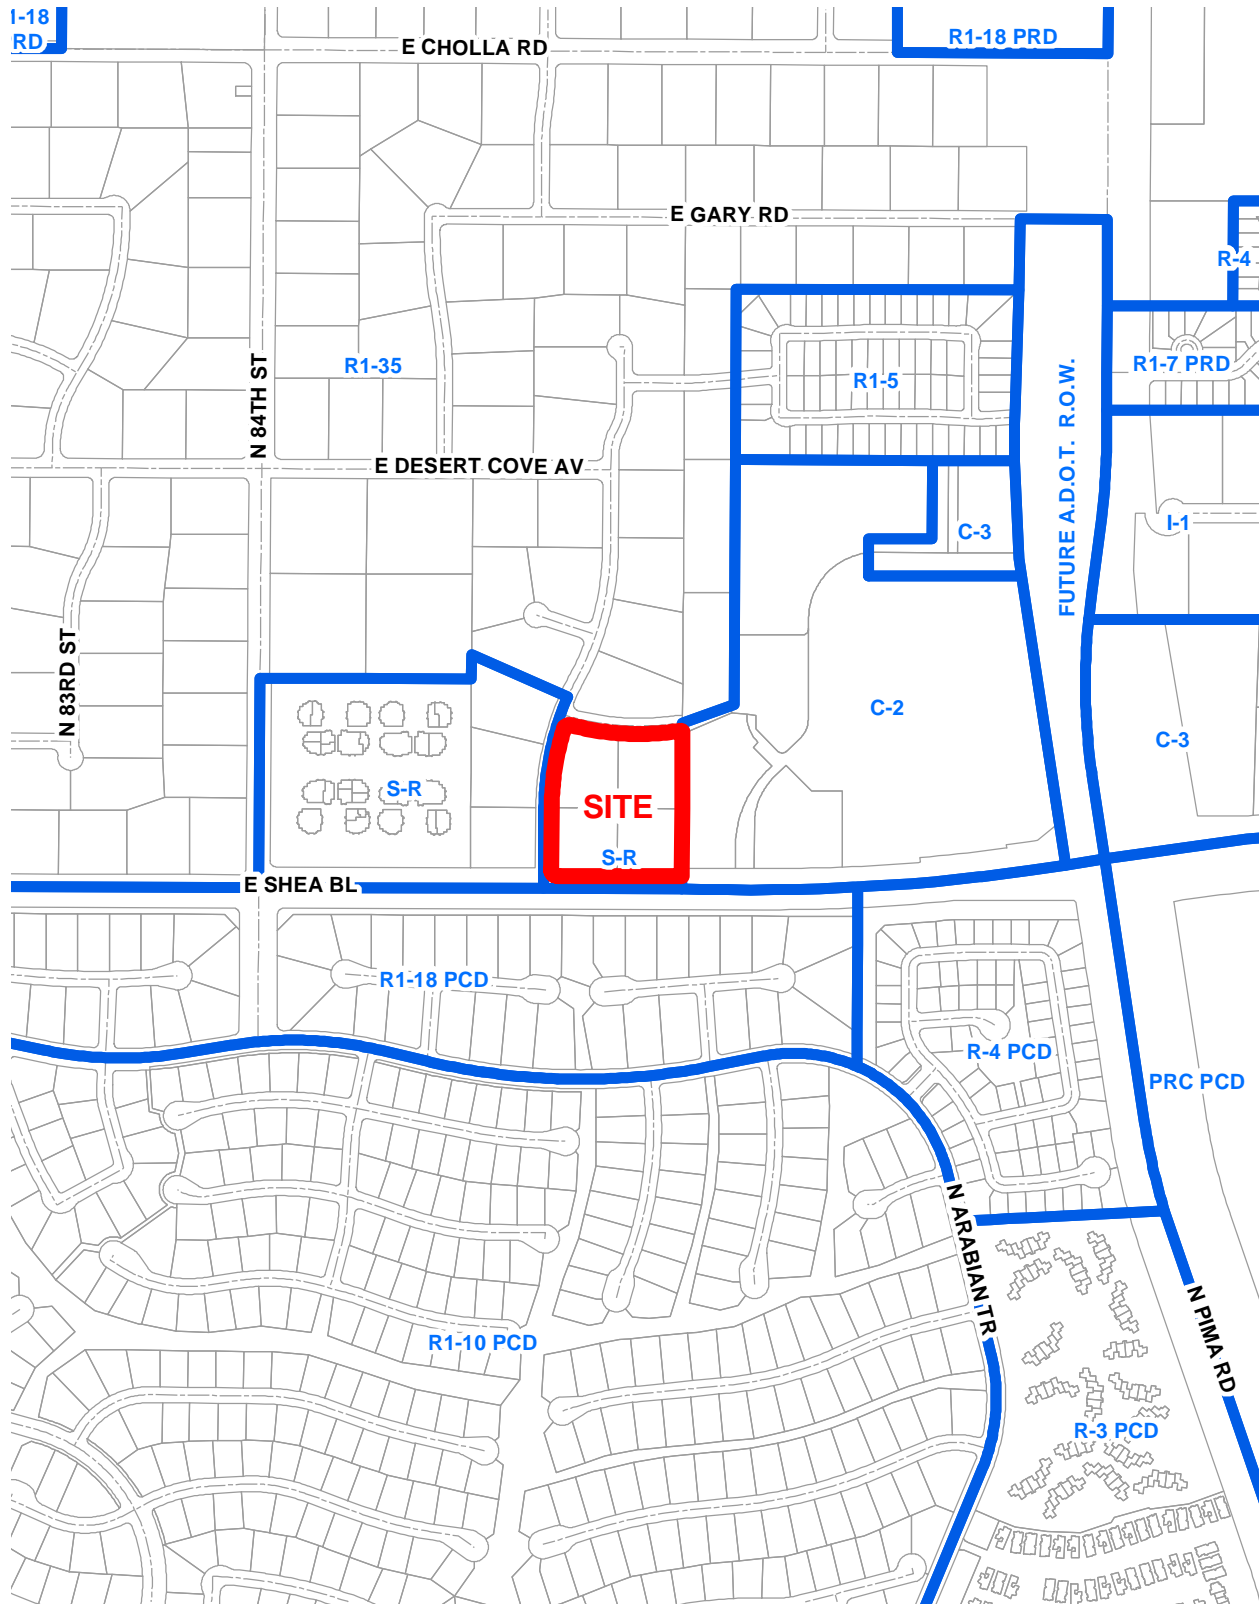 1-18
RD
E CHOLLA RD
R1-18 PRD
E GARY RD
R-4
N 84TH ST
R1-35
R1-5
R1-7 PRD
FUTURE A.D.O.T. R.O.W.
E DESERT COVE AV
C-3
I-1
N 83RD ST
C-2
C-3
S-R
SITE
S-R
E SHEA BL
R1-18 PCD
R-4 PCD
PRC PCD
N ARABIAN TR
N PIMA RD
R1-10 PCD
R-3 PCD